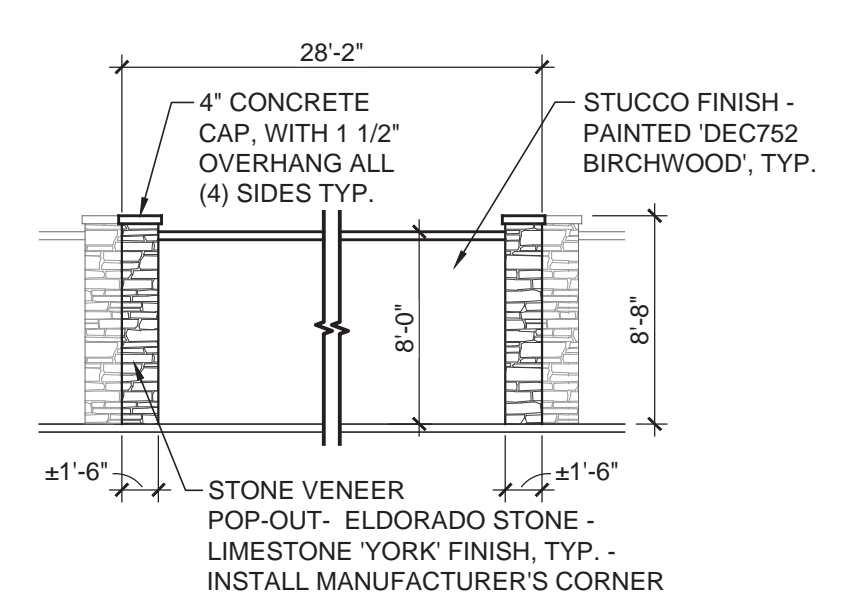 28'-2"
4" CONCRETE
CAP, WITH 1 1/2"
OVERHANG ALL
(4) SIDES TYP.
STUCCO FINISH -
PAINTED 'DEC752
BIRCHWOOD', TYP.
8'-0"
8'-8"
±1'-6"
±1'-6"
STONE VENEER
POP-OUT- ELDORADO STONE -
LIMESTONE 'YORK' FINISH, TYP. -
INSTALL MANUFACTURER'S CORNER